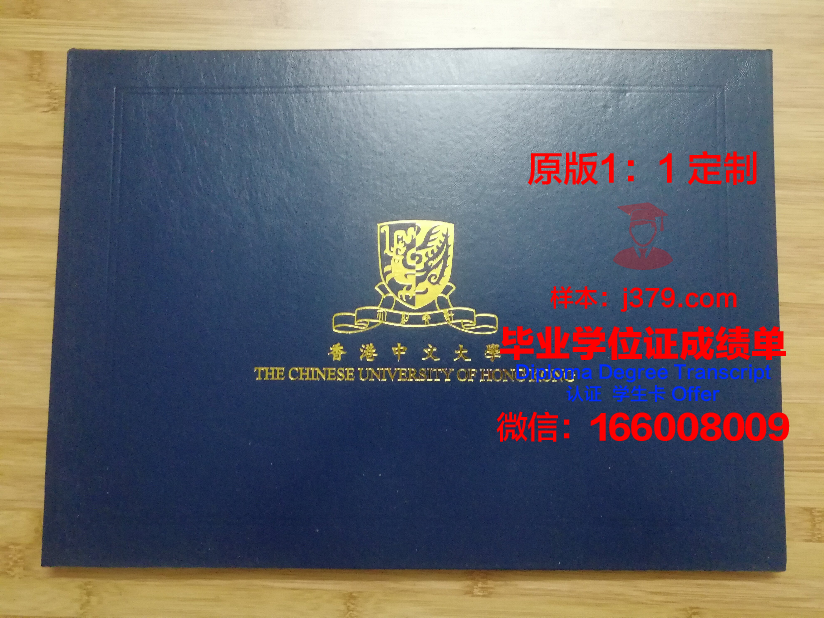 原版1：1 定制
样本：j379.com
香港中文大學
毕业学位证成绩单
THE CHINESE UNIVERSITY OF HONG KONG
Diploma Degree Transcript
认证 学生卡 Offer
微信：166008009